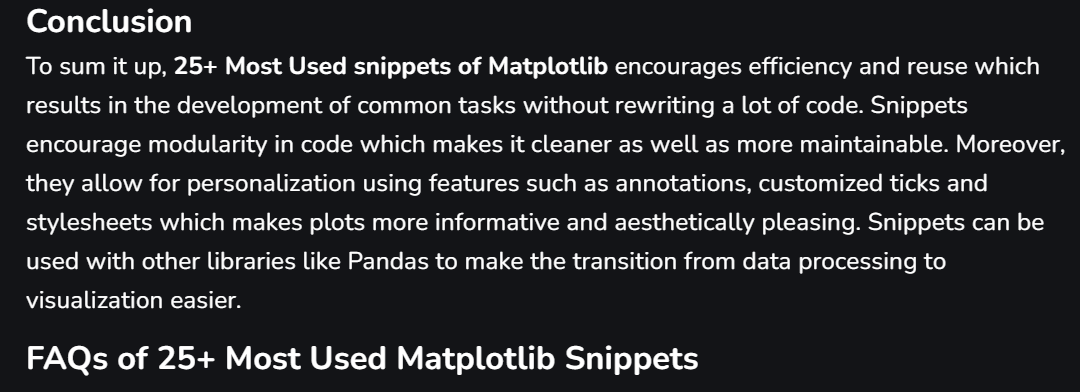 Conclusion
To sum it up, 25+ Most Used snippets of Matplotlib encourages efficiency and reuse which
results in the development of common tasks without rewriting a lot of code. Snippets
encourage modularity in code which makes it cleaner as well as more maintainable. Moreover,
they allow for personalization using features such as annotations, customized ticks and
stylesheets which makes plots more informative and aesthetically pleasing. Snippets can be
used with other libraries like Pandas to make the transition from data processing to
visualization easier.
FAQs of 25+ Most Used Matplotlib Snippets